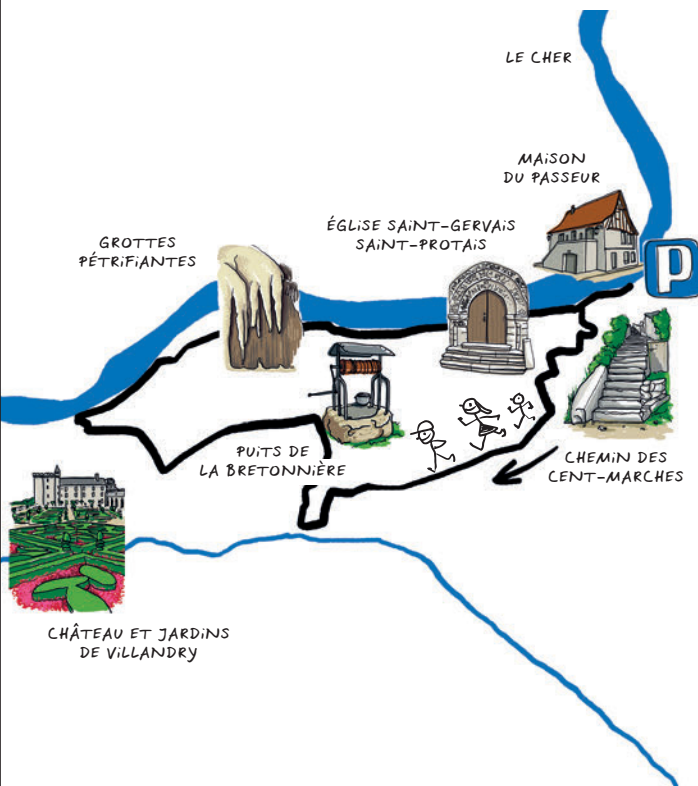 LE CHER
MAISON
DU PASSEUR
ÉGLISE SAINT-GERVAIS
SAINT-PROTAIS
GROTTES
PÉTRIFIANTES
P
PUITS DE
LA BRETONNIÈRE
CHEMIN DES
CENT-MARCHES
CHÂTEAU ET JARDINS
DE VILLANDRY